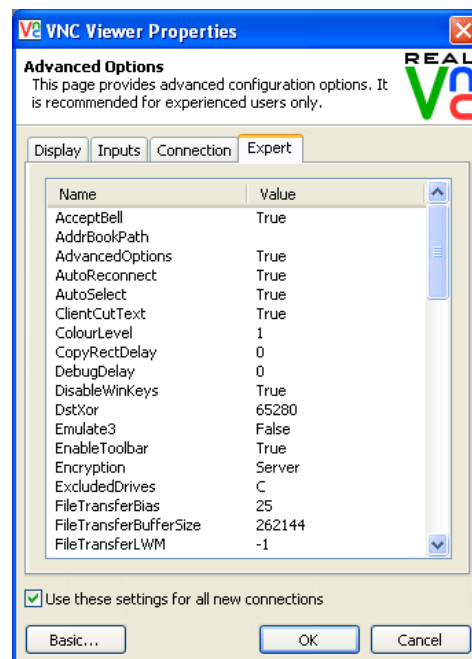 VNC Viewer Properties
Advanced Options
This page provides advanced configuration options. It
is recommended for experienced users only.
REAL
VNC
Display Inputs Connection Expert
Name Value
AcceptBell True
AddrBookPath
AdvancedOptions True
AutoReconnect True
AutoSelect True
ClientCutText True
ColourLevel 1
CopyRectDelay 0
DebugDelay 0
DisableWinKeys True
DstXor 65280
Emulate3 False
EnableToolbar True
Encryption Server
ExcludedDrives C
FileTransferBias 25
FileTransferBufferSize 262144
FileTransferLWM -1
Use these settings for all new connections
Basic... OK Cancel